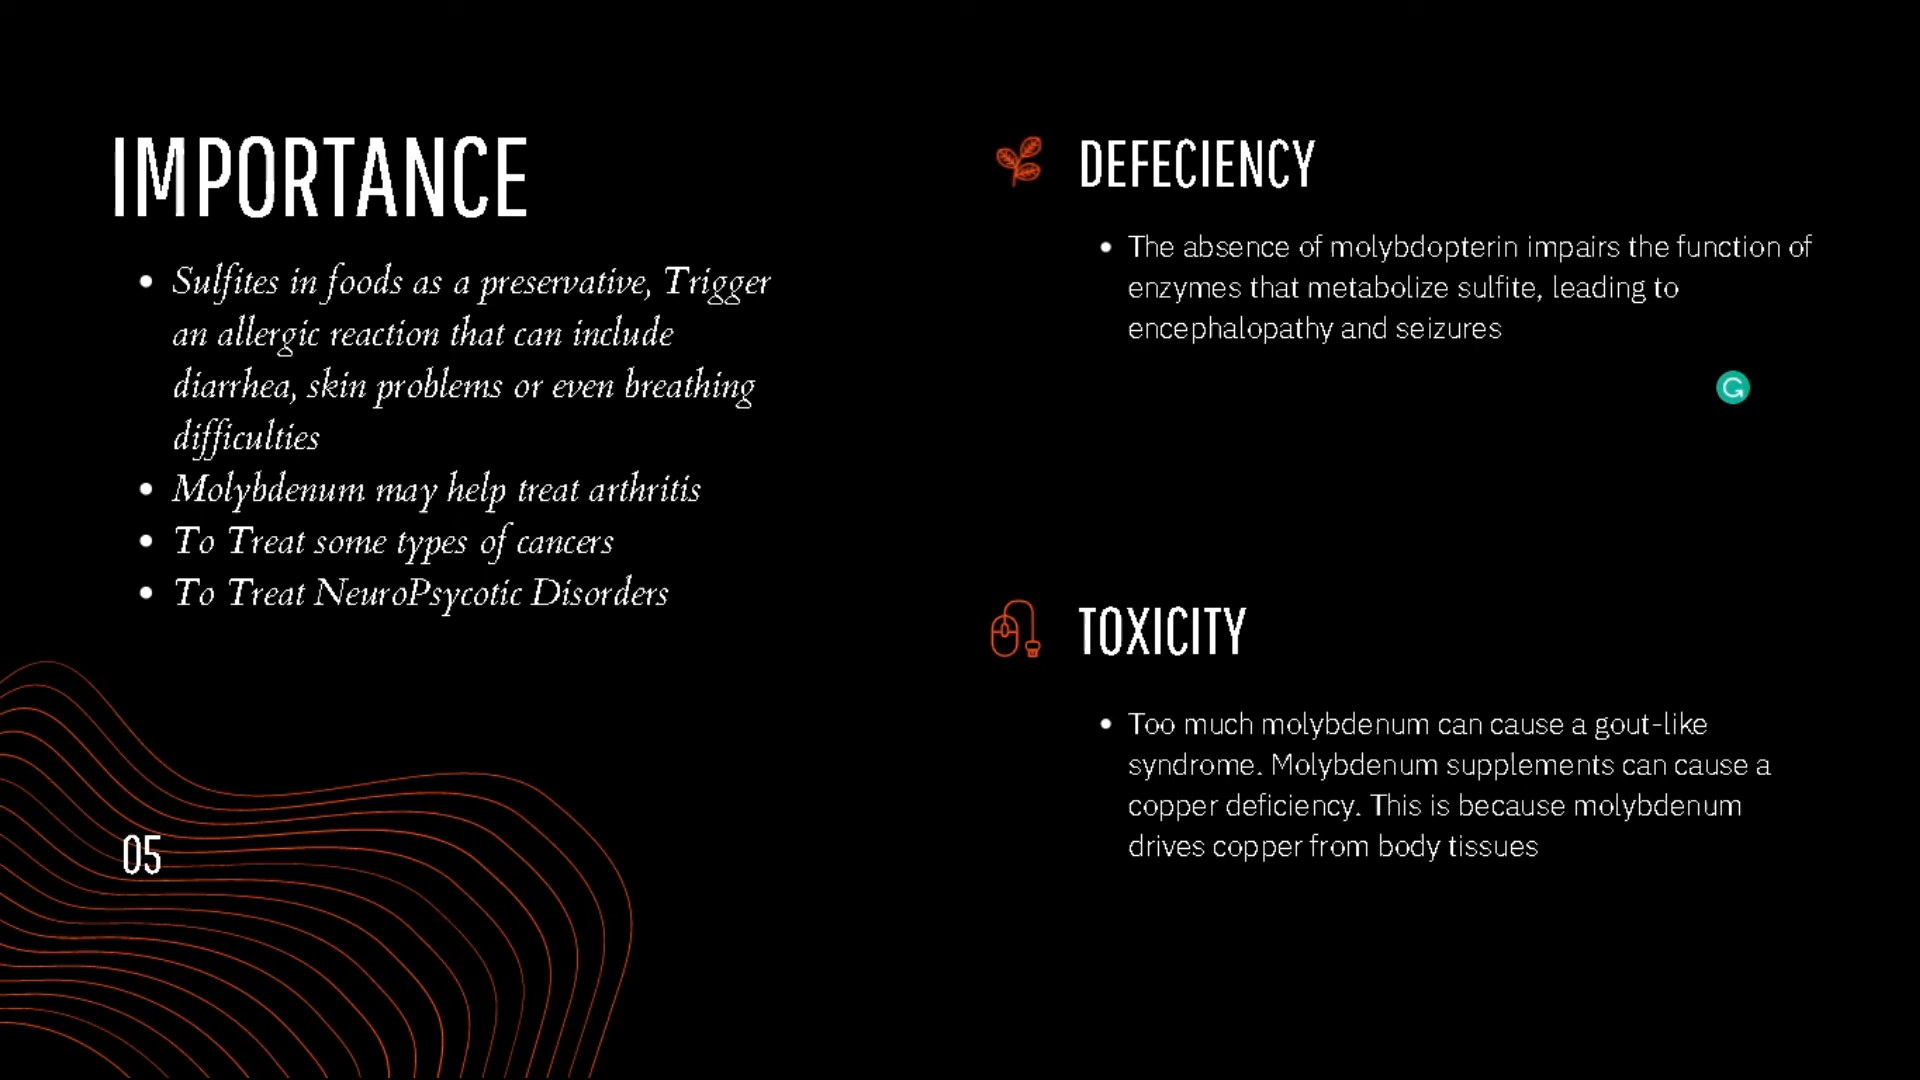 IMPORTANCE
• Sulfites in foods as a preservative, Trigger
an allergic reaction that can include
diarrhea, skin problems or even breathing
difficulties
• Molybdenum may help treat arthritis
• To Treat some types of cancers
• To Treat NeuroPsycotic Disorders
05
DEFECIENCY
• The absence of molybdopterin impairs the function of
enzymes that metabolize sulfite, leading to
encephalopathy and seizures
TOXICITY
• Too much molybdenum can cause a gout-like
syndrome. Molybdenum supplements can cause a
copper deficiency. This is because molybdenum
drives copper from body tissues